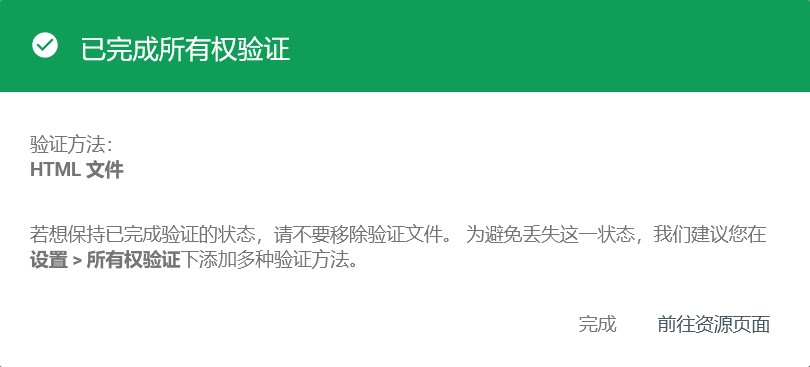 已完成所有权验证
验证方法：
HTML 文件
若想保持已完成验证的状态，请不要移除验证文件。 为避免丢失这一状态，我们建议您在
设置 > 所有权验证下添加多种验证方法。
完成
前往资源页面